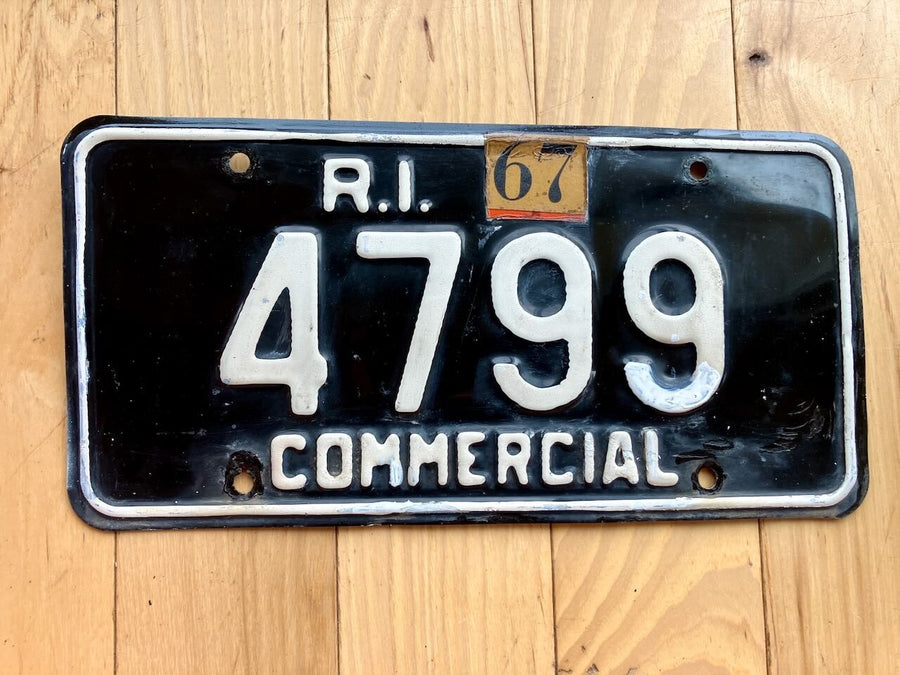 R.I. 67
4799
COMMERCIAL